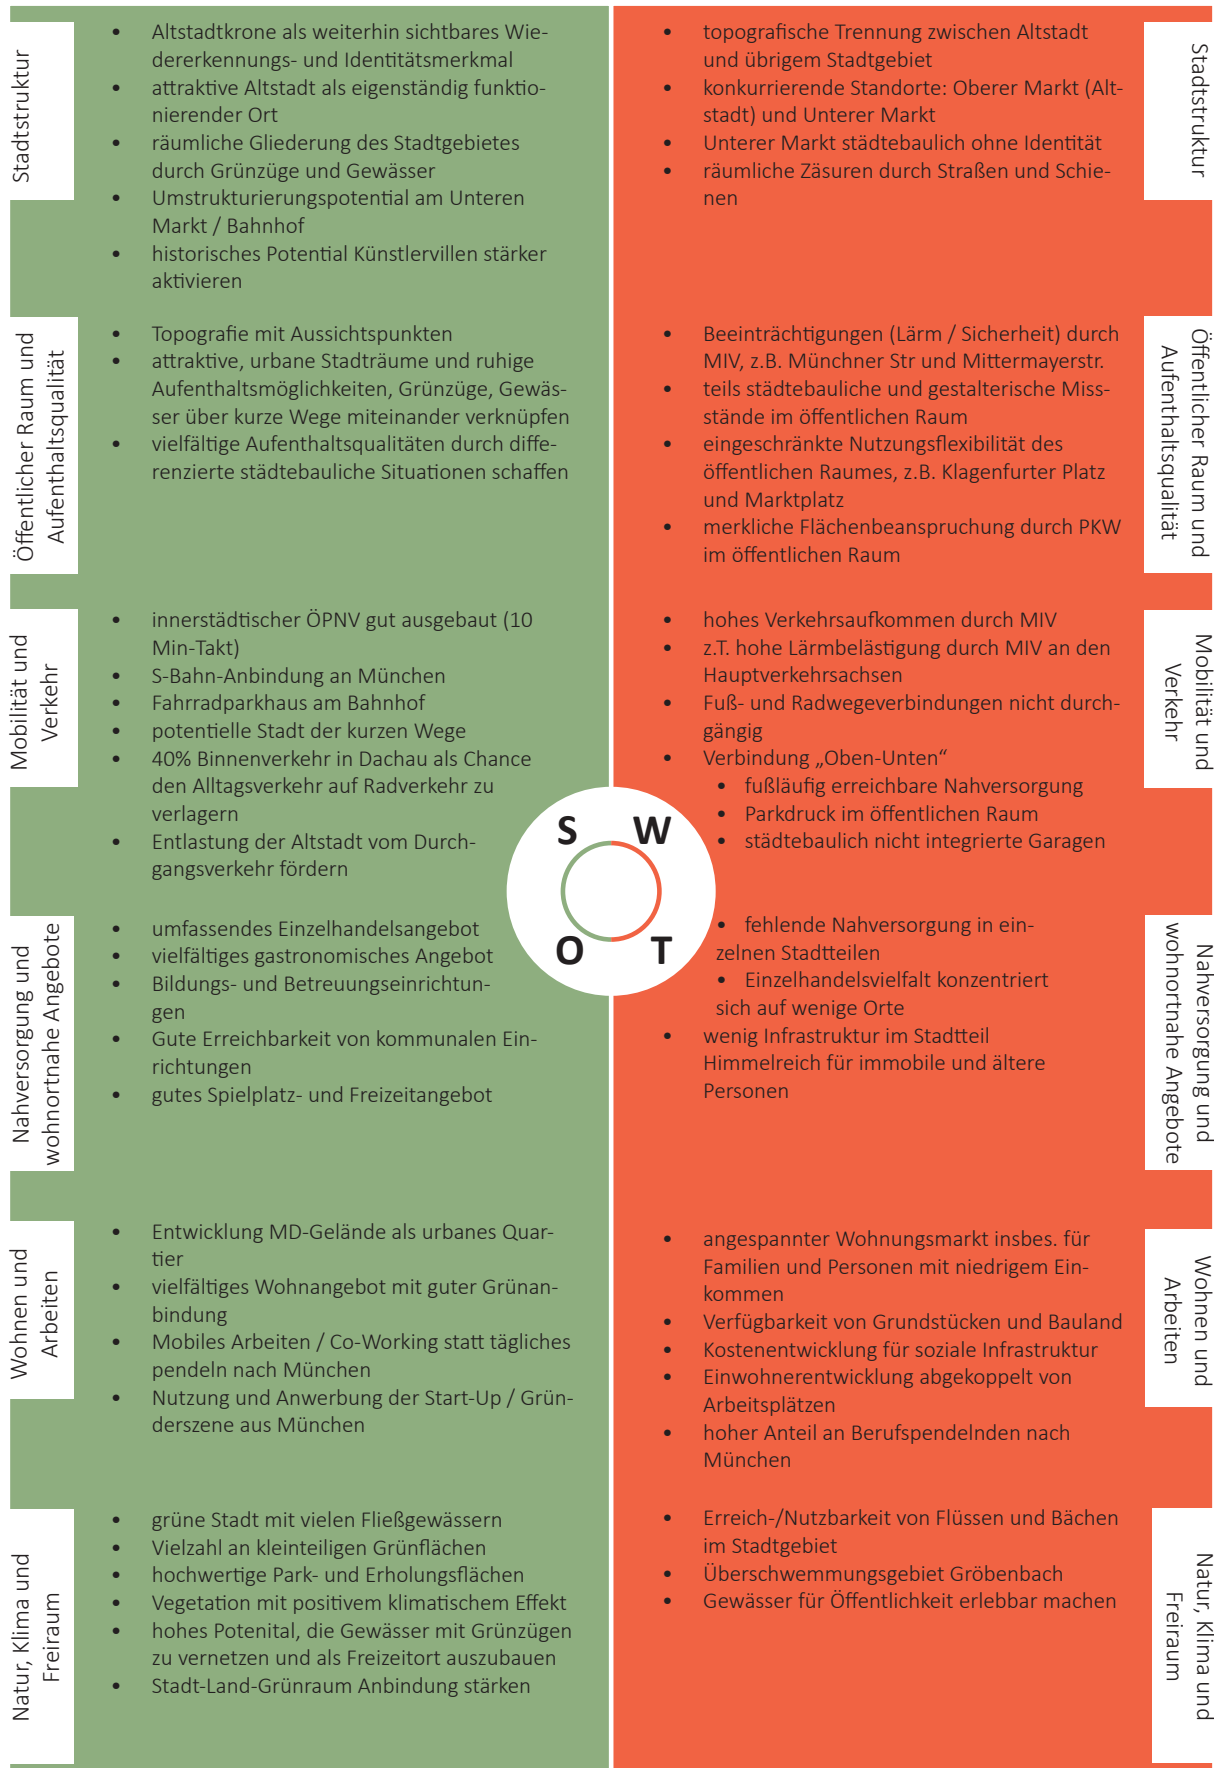 Stadtstruktur
• Altstadtkrone als weiterhin sichtbares Wie-
dererkennungs- und Identitätsmerkmal
• attraktive Altstadt als eigenständig funktio-
nierender Ort
• räumliche Gliederung des Stadtgebietes
durch Grünzüge und Gewässer
• Umstrukturierungspotential am Unteren
Markt / Bahnhof
• historisches Potential Künstlervillen stärker
aktivieren
Öffentlicher Raum und
Aufenthaltsqualität
• Topografie mit Aussichtspunkten
• attraktive, urbane Stadträume und ruhige
Aufenthaltsmöglichkeiten, Grünzüge, Gewäs-
ser über kurze Wege miteinander verknüpfen
• vielfältige Aufenthaltsqualitäten durch diffe-
renzierte städtebauliche Situationen schaffen
Mobilität und
Verkehr
• innerstädtischer ÖPNV gut ausgebaut (10
Min-Takt)
• S-Bahn-Anbindung an München
• Fahrradparkhaus am Bahnhof
• potentielle Stadt der kurzen Wege
• 40% Binnenverkehr in Dachau als Chance
den Alltagsverkehr auf Radverkehr zu
verlagern
• Entlastung der Altstadt vom Durch-
gangsverkehr fördern
Nahversorgung und
wohnortnahe Angebote
• umfassendes Einzelhandelsangebot
• vielfältiges gastronomisches Angebot
• Bildungs- und Betreuungseinrichtun-
gen
• Gute Erreichbarkeit von kommunalen Ein-
richtungen
• gutes Spielplatz- und Freizeitangebot
Wohnen und
Arbeiten
• Entwicklung MD-Gelände als urbanes Quar-
tier
• vielfältiges Wohnangebot mit guter Grünan-
bindung
• Mobiles Arbeiten / Co-Working statt tägliches
pendeln nach München
• Nutzung und Anwerbung der Start-Up / Grün-
derszene aus München
Natur, Klima und
Freiraum
• grüne Stadt mit vielen Fließgewässern
• Vielzahl an kleinteiligen Grünflächen
• hochwertige Park- und Erholungsflächen
• Vegetation mit positivem klimatischem Effekt
• hohes Potenital, die Gewässer mit Grünzügen
zu vernetzen und als Freizeitort auszubauen
• Stadt-Land-Grünraum Anbindung stärken
S W
O T
Stadtstruktur
• topografische Trennung zwischen Altstadt
und übrigem Stadtgebiet
• konkurrierende Standorte: Oberer Markt (Alt-
stadt) und Unterer Markt
• Unterer Markt städtebaulich ohne Identität
• räumliche Zäsuren durch Straßen und Schie-
nen
Öffentlicher Raum und
Aufenthaltsqualität
• Beeinträchtigungen (Lärm / Sicherheit) durch
MIV, z.B. Münchner Str und Mittermayerstr.
• teils städtebauliche und gestalterische Miss-
stände im öffentlichen Raum
• eingeschränkte Nutzungsflexibilität des
öffentlichen Raumes, z.B. Klagenfurter Platz
und Marktplatz
• merkliche Flächenbeanspruchung durch PKW
im öffentlichen Raum
Mobilität und
Verkehr
• hohes Verkehrsaufkommen durch MIV
• z.T. hohe Lärmbelästigung durch MIV an den
Hauptverkehrsachsen
• Fuß- und Radwegeverbindungen nicht durch-
gängig
• Verbindung „Oben-Unten“
• fußläufig erreichbare Nahversorgung
• Parkdruck im öffentlichen Raum
• städtebaulich nicht integrierte Garagen
Nahversorgung und
wohnortnahe Angebote
• fehlende Nahversorgung in ein-
zelnen Stadtteilen
• Einzelhandelsvielfalt konzentriert
sich auf wenige Orte
• wenig Infrastruktur im Stadtteil
Himmelreich für immobile und ältere
Personen
Wohnen und
Arbeiten
• angespannter Wohnungsmarkt insbes. für
Familien und Personen mit niedrigem Ein-
kommen
• Verfügbarkeit von Grundstücken und Bauland
• Kostenentwicklung für soziale Infrastruktur
• Einwohnerentwicklung abgekoppelt von
Arbeitsplätzen
• hoher Anteil an Berufspendelnden nach
München
Natur, Klima und
Freiraum
• Erreich-/Nutzbarkeit von Flüssen und Bächen
im Stadtgebiet
• Überschwemmungsgebiet Gröbenbach
• Gewässer für Öffentlichkeit erlebbar machen